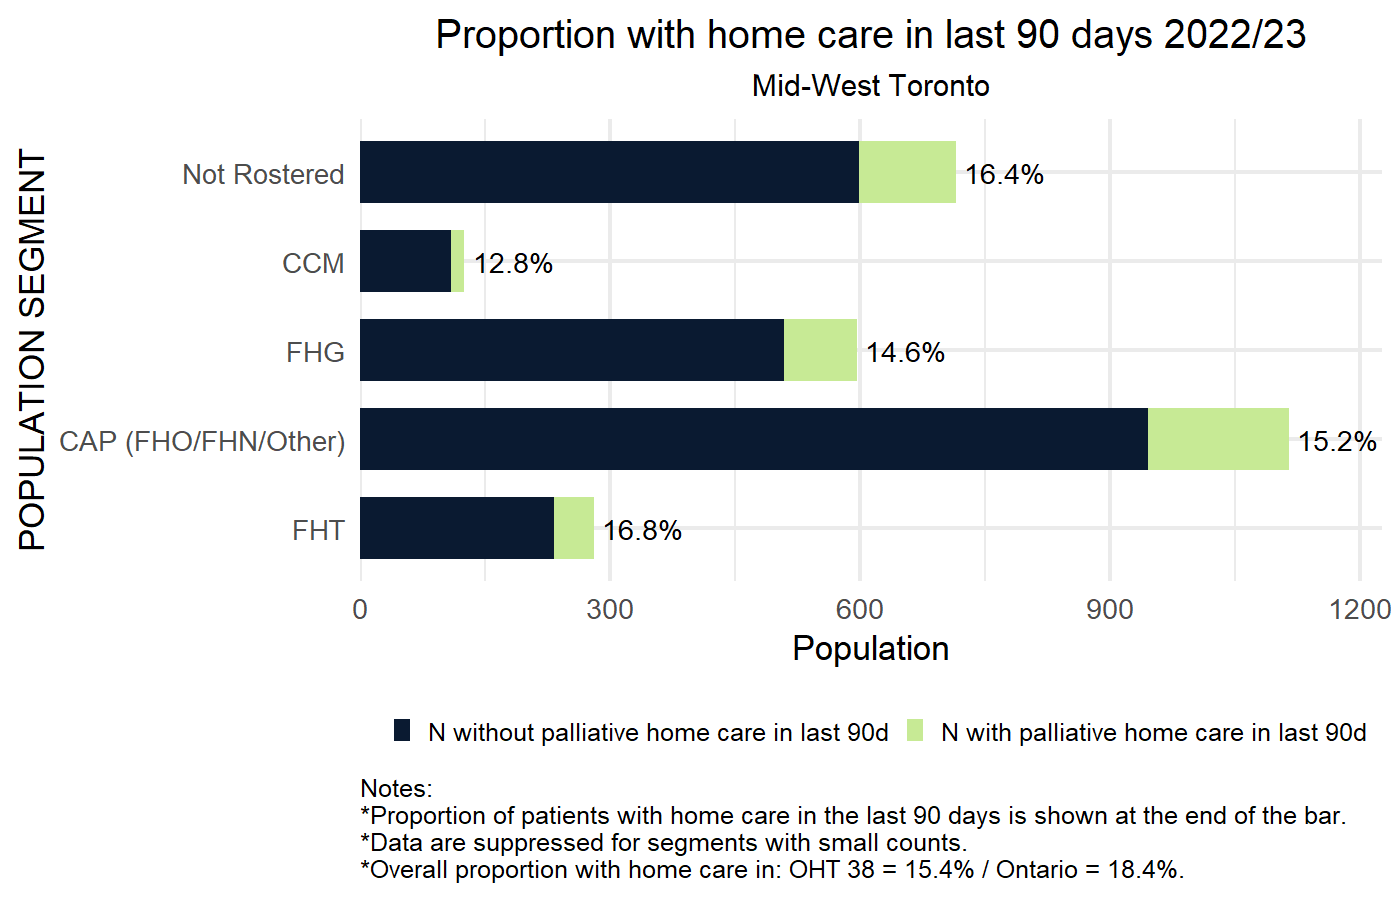 Proportion with home care in last 90 days 2022/23
Mid-West Toronto
POPULATION SEGMENT
Not Rostered
16.4%
CCM
12.8%
FHG
14.6%
CAP (FHO/FHN/Other)
15.2%
FHT
16.8%
0 300 600 900 1200
Population
N without palliative home care in last 90d N with palliative home care in last 90d
Notes:
*Proportion of patients with home care in the last 90 days is shown at the end of the bar.
*Data are suppressed for segments with small counts.
*Overall proportion with home care in: OHT 38 = 15.4% / Ontario = 18.4%.